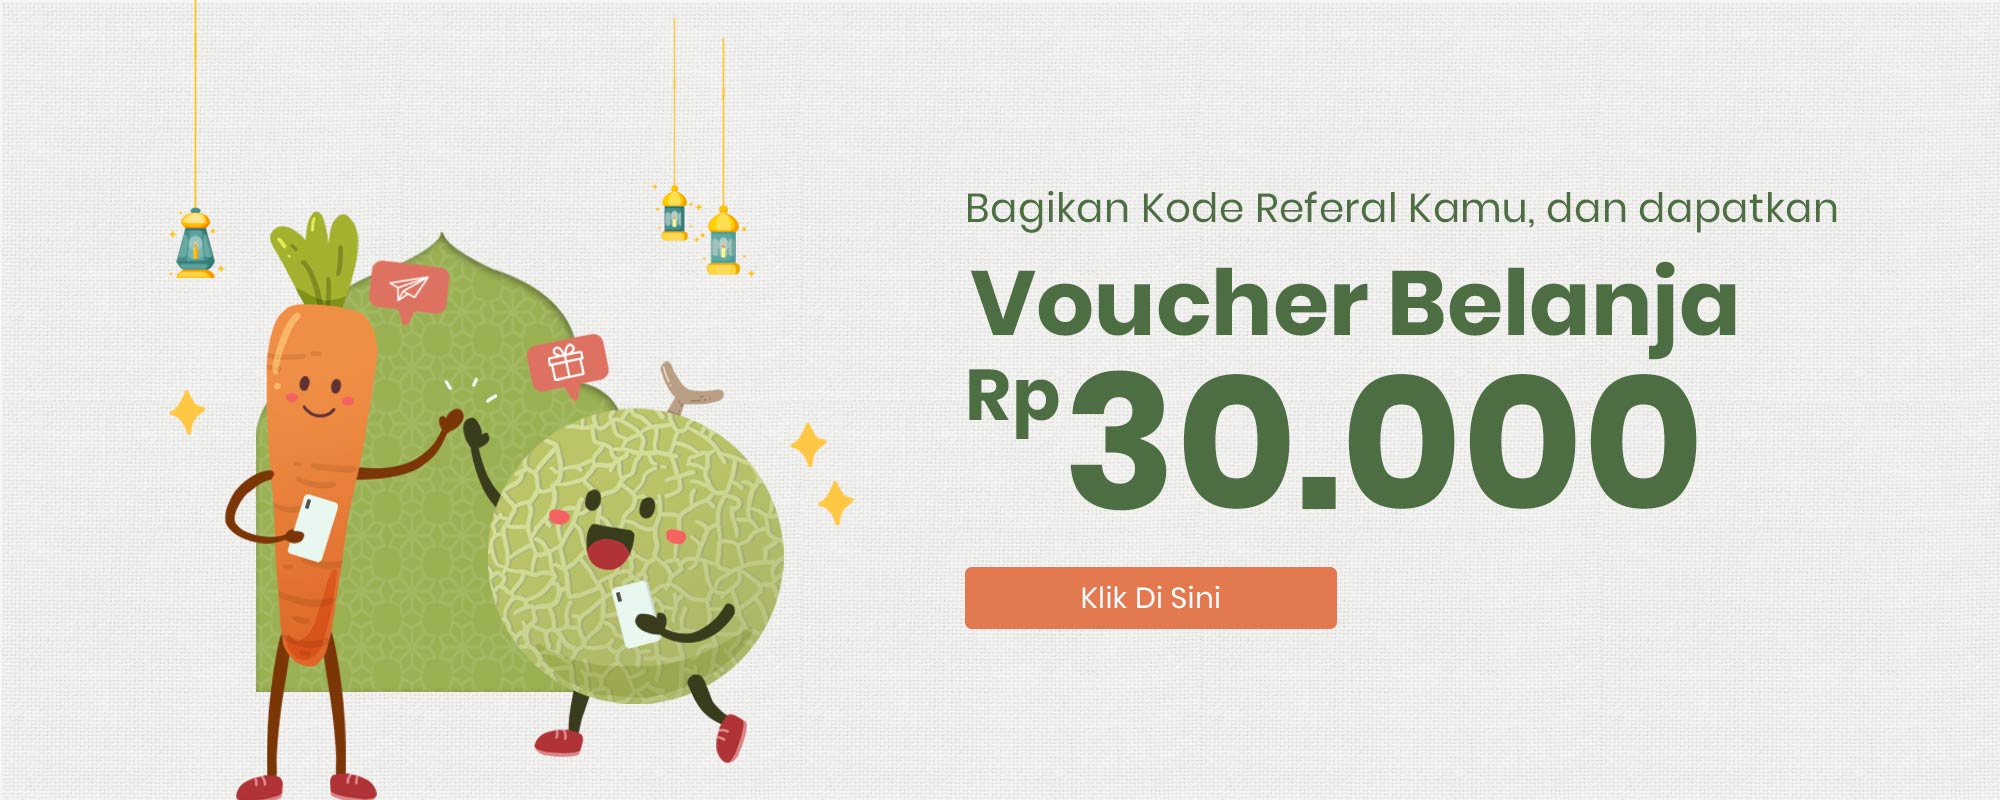 Bagikan Kode Referal Kamu, dan dapatkan
Voucher Belanja
Rp30.000
Klik Di Sini